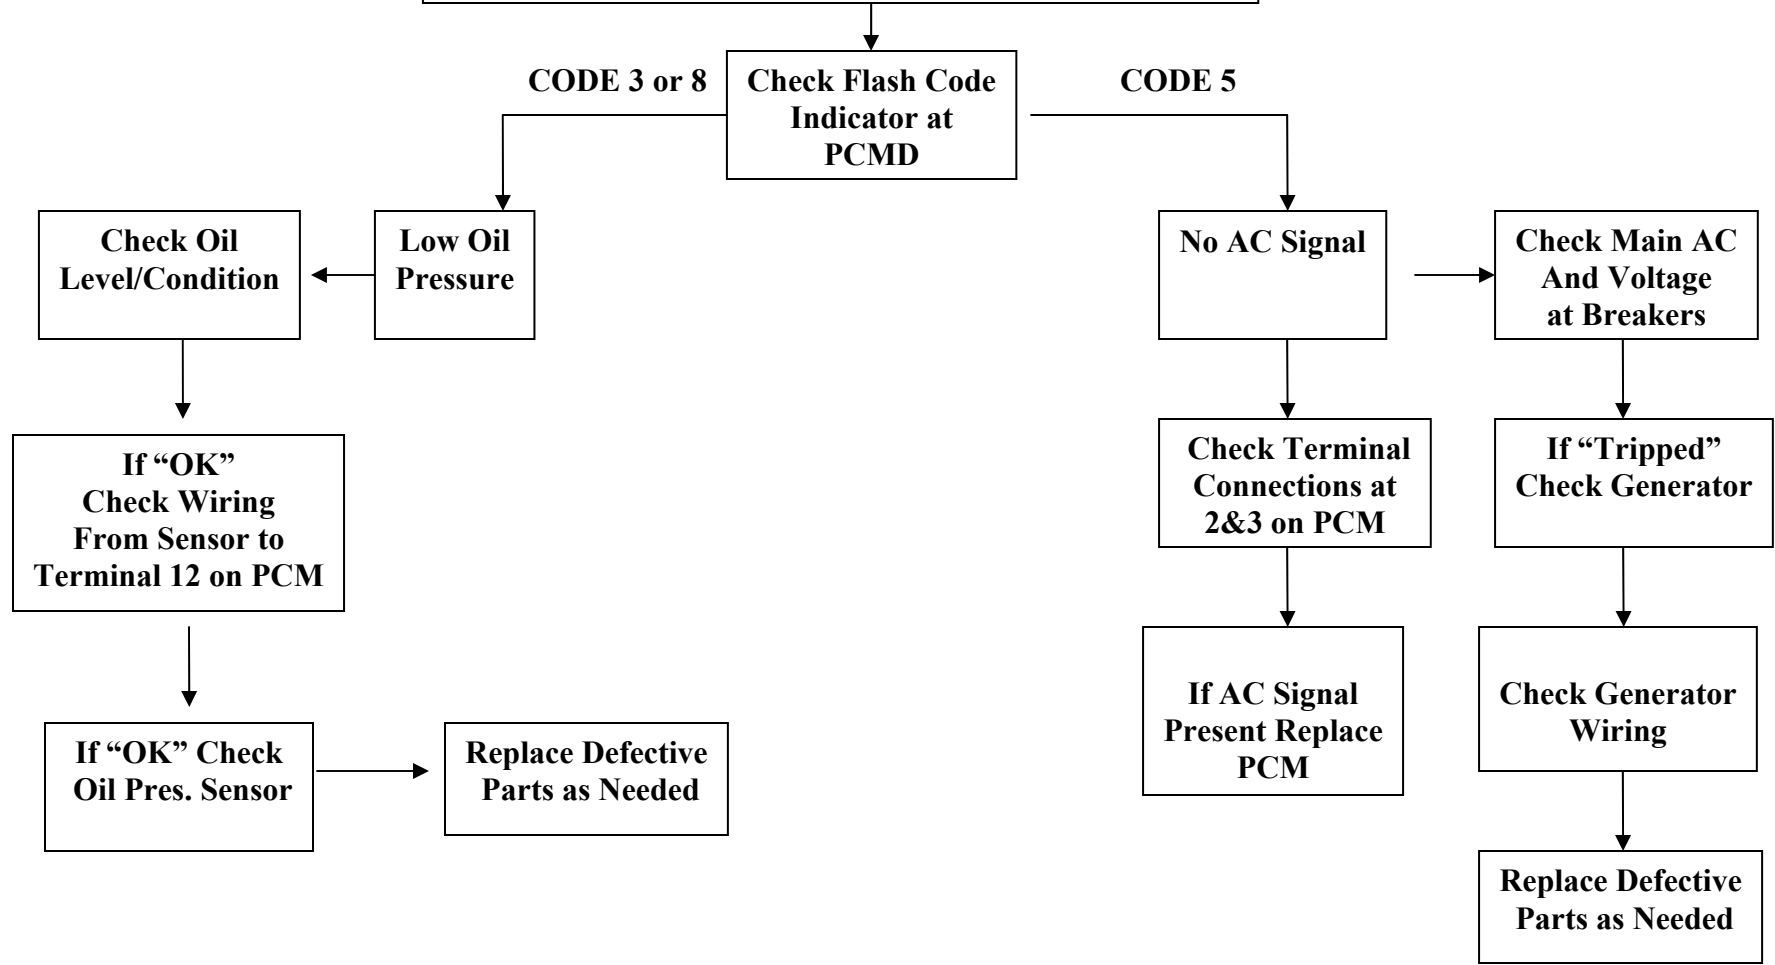 CODE 3 or 8
Check Flash Code
Indicator at
PCMD
CODE 5
Check Oil
Level/Condition
Low Oil
Pressure
No AC Signal
Check Main AC
And Voltage
at Breakers
If “OK”
Check Wiring
From Sensor to
Terminal 12 on PCM
Check Terminal
Connections at
2&3 on PCM
If “Tripped”
Check Generator
If “OK” Check
Oil Pres. Sensor
Replace Defective
Parts as Needed
If AC Signal
Present Replace
PCM
Check Generator
Wiring
Replace Defective
Parts as Needed